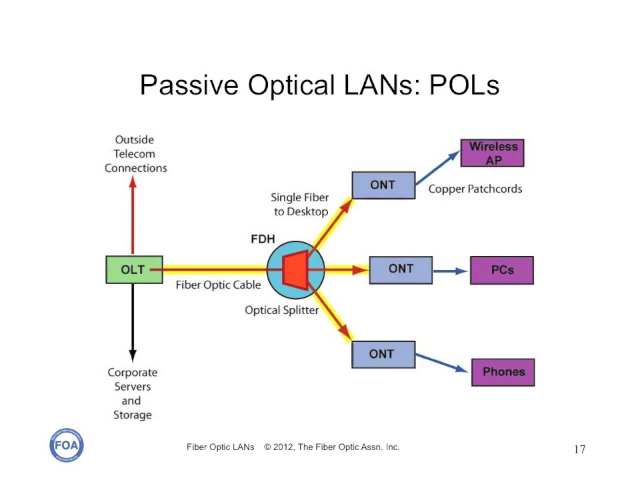 Passive Optical LANs: POLs
Outside
Telecom
Connections
Wireless
AP
ONT
Copper Patchcords
Single Fiber
to Desktop
FDH
OLT
ONT
PCs
Fiber Optic Cable
Optical Splitter
ONT
Phones
Corporate
Servers
and
Storage
FOA
Fiber Optic LANs © 2012, The Fiber Optic Assn. Inc.
17